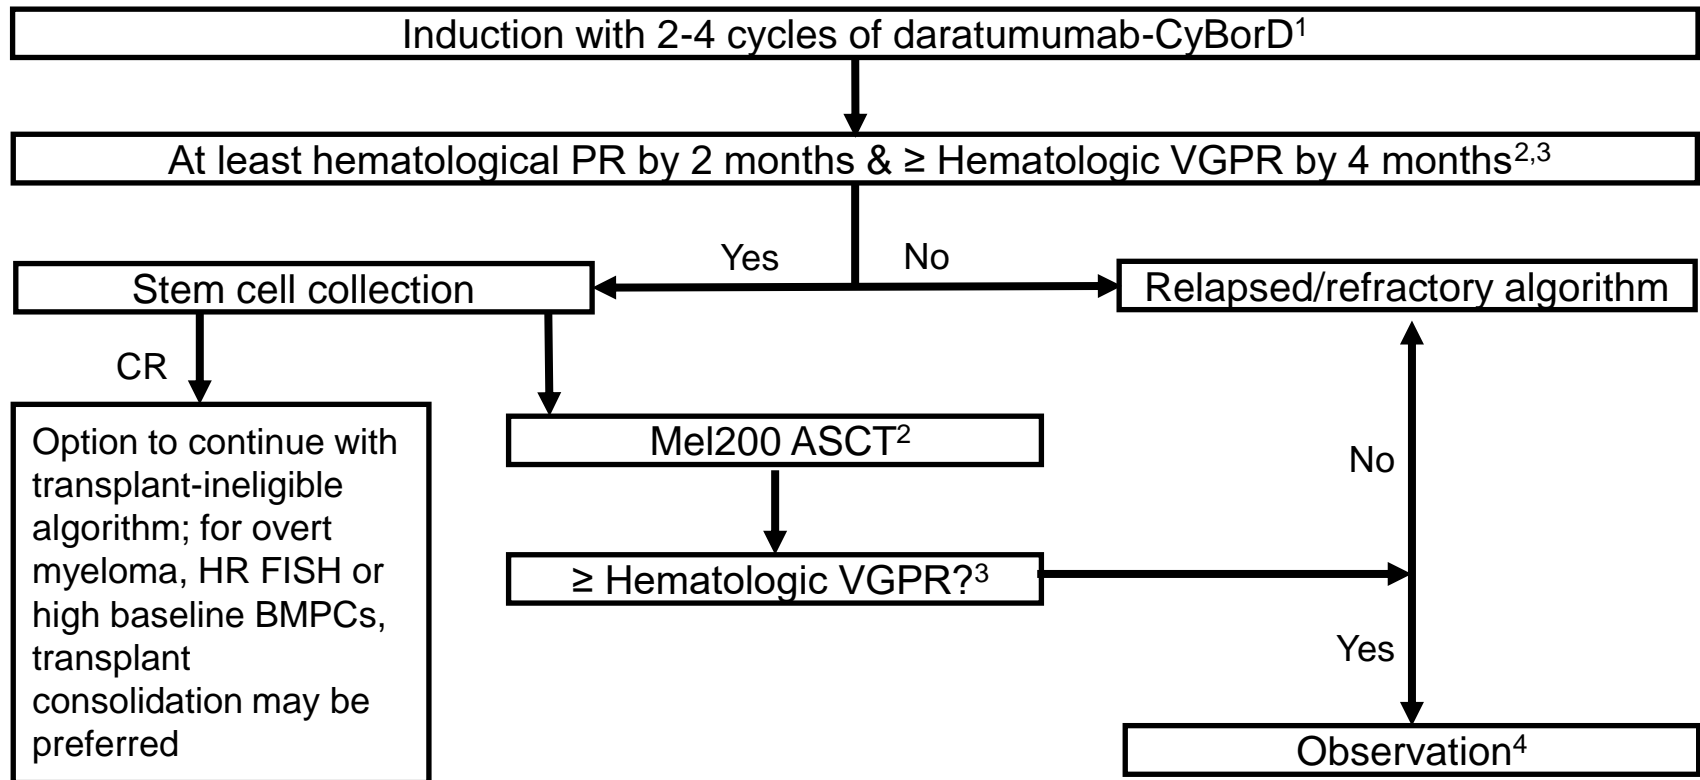 Induction with 2-4 cycles of daratumumab-CyBorD¹
At least hematological PR by 2 months & ≥ Hematologic VGPR by 4 months²,³
Yes
No
Stem cell collection
Relapsed/refractory algorithm
CR
Option to continue with
transplant-ineligible
algorithm; for overt
myeloma, HR FISH or
high baseline BMPCs,
transplant
consolidation may be
preferred
Mel200 ASCT²
≥ Hematologic VGPR?³
No
Yes
Observation⁴